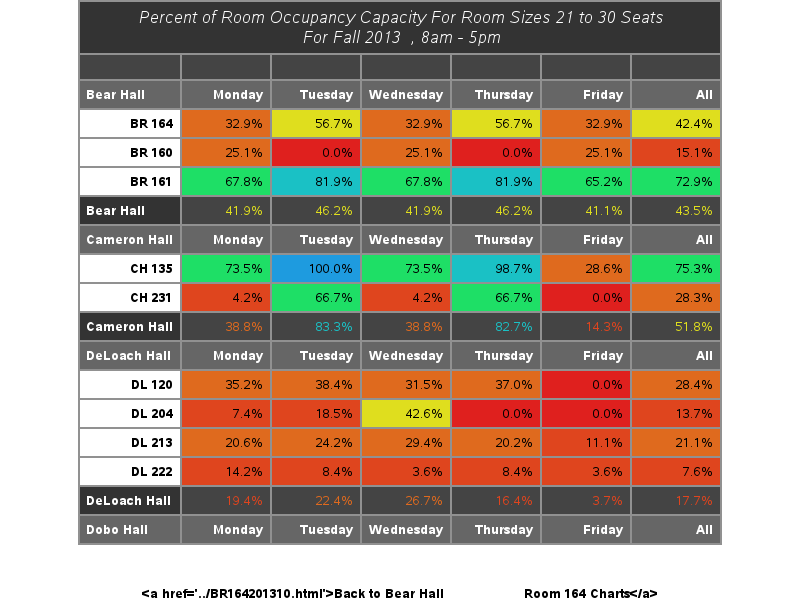 Percent of Room Occupancy Capacity For Room Sizes 21 to 30 Seats
For Fall 2013 , 8am - 5pm
Bear Hall Monday Tuesday Wednesday Thursday Friday All
BR 164 32.9% 56.7% 32.9% 56.7% 32.9% 42.4%
BR 160 25.1% 0.0% 25.1% 0.0% 25.1% 15.1%
BR 161 67.8% 81.9% 67.8% 81.9% 65.2% 72.9%
Bear Hall 41.9% 46.2% 41.9% 46.2% 41.1% 43.5%
Cameron Hall Monday Tuesday Wednesday Thursday Friday All
CH 135 73.5% 100.0% 73.5% 98.7% 28.6% 75.3%
CH 231 4.2% 66.7% 4.2% 66.7% 0.0% 28.3%
Cameron Hall 38.8% 83.3% 38.8% 82.7% 14.3% 51.8%
DeLoach Hall Monday Tuesday Wednesday Thursday Friday All
DL 120 35.2% 38.4% 31.5% 37.0% 0.0% 28.4%
DL 204 7.4% 18.5% 42.6% 0.0% 0.0% 13.7%
DL 213 20.6% 24.2% 29.4% 20.2% 11.1% 21.1%
DL 222 14.2% 8.4% 3.6% 8.4% 3.6% 7.6%
DeLoach Hall 19.4% 22.4% 26.7% 16.4% 3.7% 17.7%
Dobo Hall Monday Tuesday Wednesday Thursday Friday All
<a href='../BR164201310.html'>Back to Bear Hall Room 164 Charts</a>